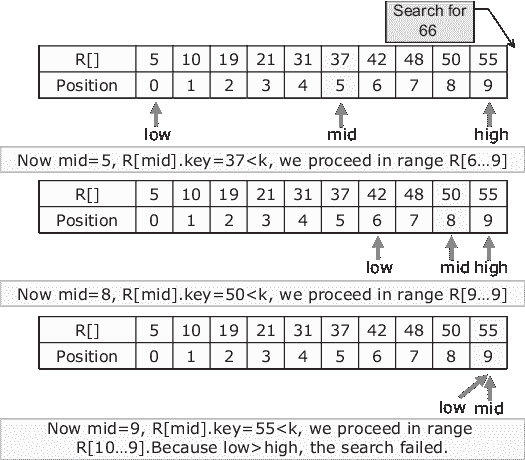 Search for
66
R[] 5 10 19 21 31 37 42 48 50 55
Position 0 1 2 3 4 5 6 7 8 9
low mid high
Now mid=5, R[mid].key=37<k, we proceed in range R[6...9]
R[] 5 10 19 21 31 37 42 48 50 55
Position 0 1 2 3 4 5 6 7 8 9
low mid high
Now mid=8, R[mid].key=50<k, we proceed in range R[9...9]
R[] 5 10 19 21 31 37 42 48 50 55
Position 0 1 2 3 4 5 6 7 8 9
low mid
Now mid=9, R[mid].key=55<k, we proceed in range
R[10...9].Because low>high, the search failed.